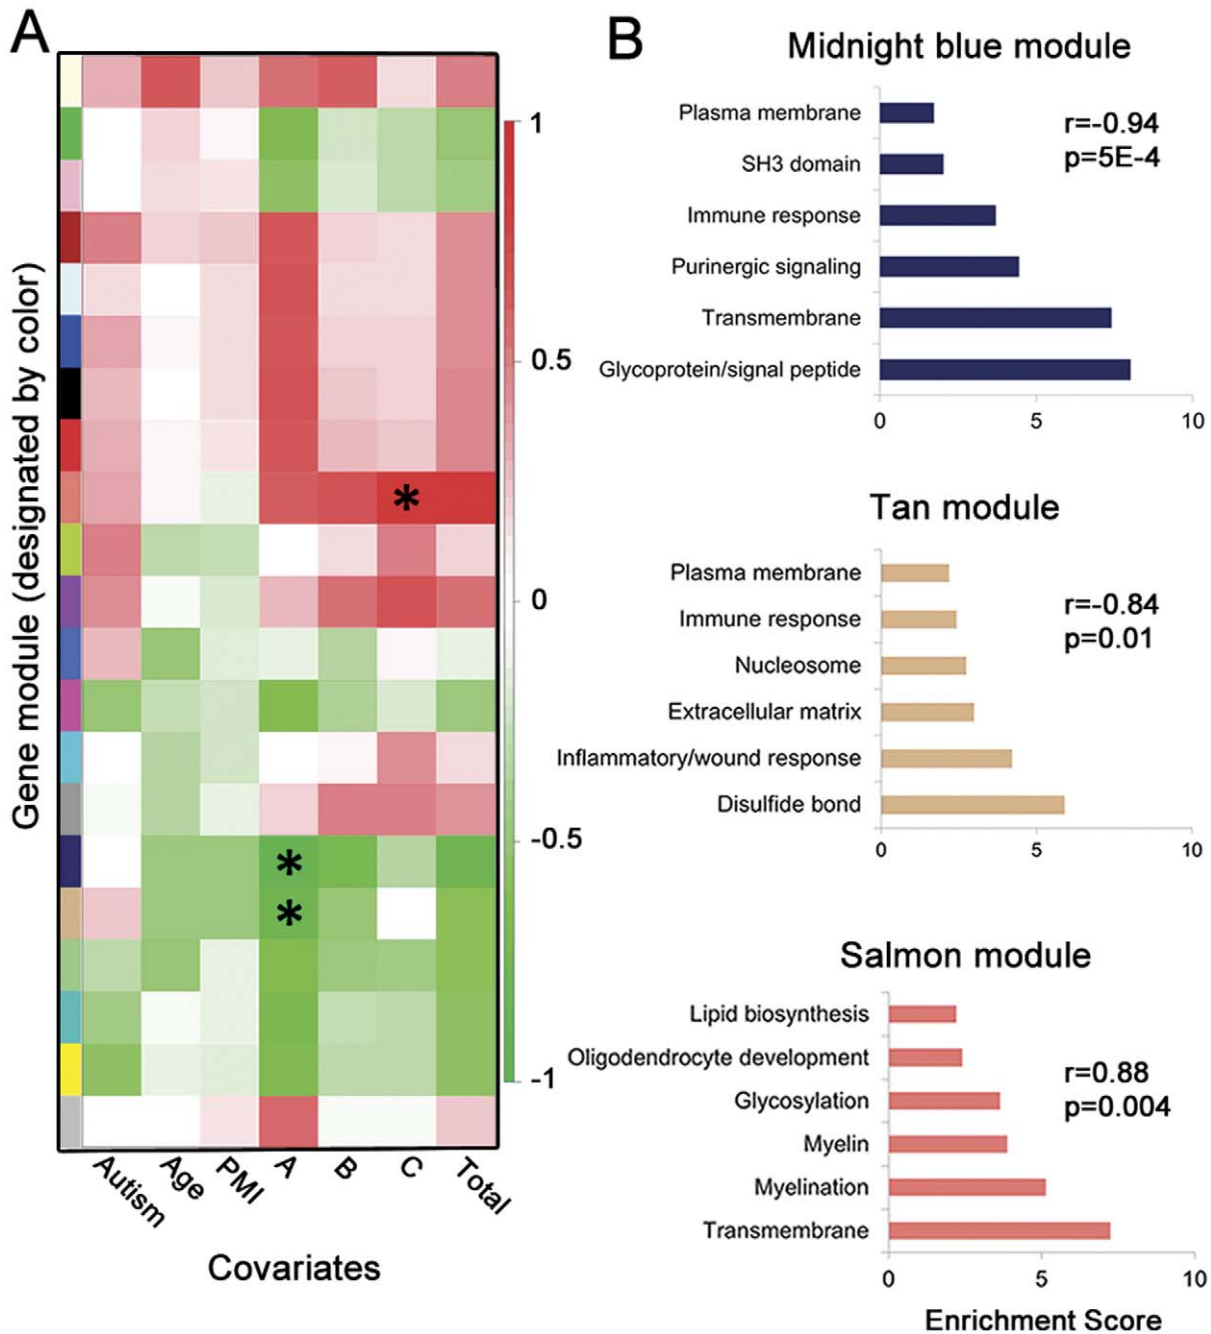 A
Gene module (designated by color)
*
*
*
1
0.5
0
-0.5
-1
Autism
Age
PMI
A
B
C
Total
Covariates
B
Midnight blue module
Plasma membrane
SH3 domain
Immune response
Purinergic signaling
Transmembrane
Glycoprotein/signal peptide
r=-0.94
p=5E-4
0 5 10
Tan module
Plasma membrane
Immune response
Nucleosome
Extracellular matrix
Inflammatory/wound response
Disulfide bond
r=-0.84
p=0.01
0 5 10
Salmon module
Lipid biosynthesis
Oligodendrocyte development
Glycosylation
Myelin
Myelination
Transmembrane
r=0.88
p=0.004
0 5 10
Enrichment Score